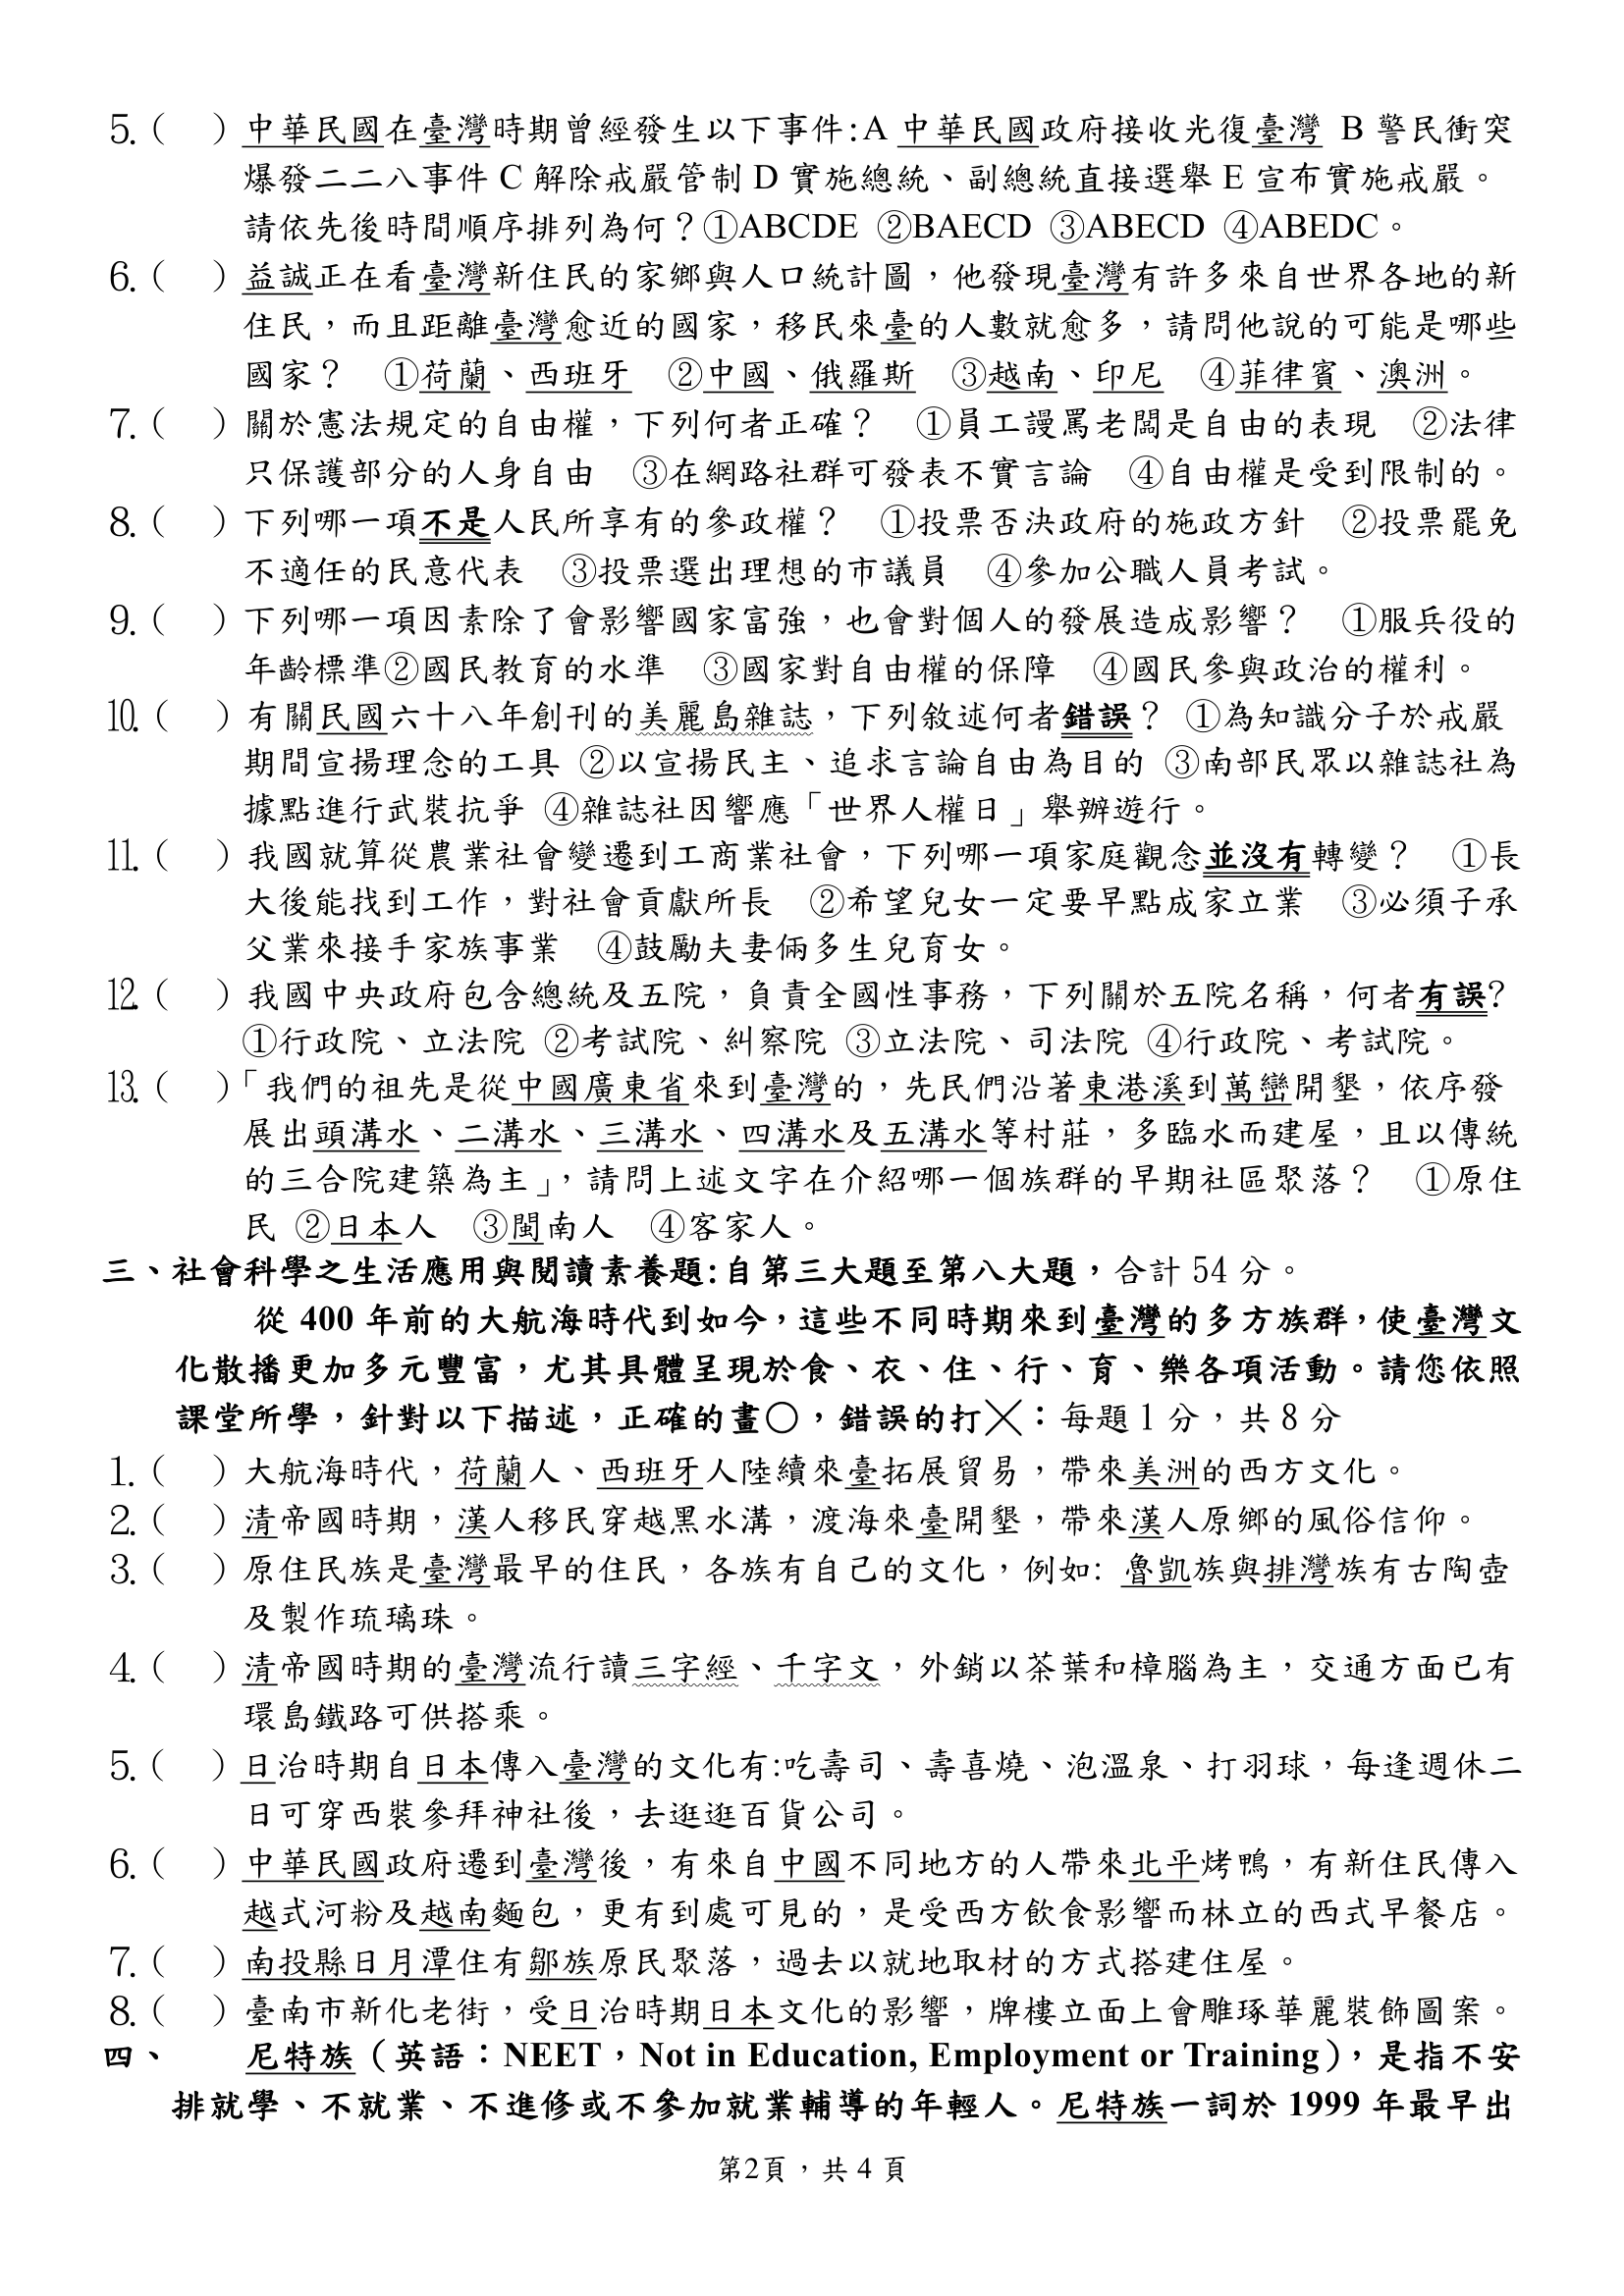 5.（　）中華民國在臺灣時期曾經發生以下事件:A 中華民國政府接收光復臺灣 B 警民衝突
爆發二二八事件 C 解除戒嚴管制 D 實施總統、副總統直接選舉 E 宣布實施戒嚴。
請依先後時間順序排列為何？①ABCDE ②BAECD ③ABECD ④ABEDC。
6.（　）益誠正在看臺灣新住民的家鄉與人口統計圖，他發現臺灣有許多來自世界各地的新
住民，而且距離臺灣愈近的國家，移民來臺的人數就愈多，請問他說的可能是哪些
國家？　①荷蘭、西班牙　②中國、俄羅斯　③越南、印尼　④菲律賓、澳洲。
7.（　）關於憲法規定的自由權，下列何者正確？　①員工謾罵老闆是自由的表現　②法律
只保護部分的人身自由　③在網路社群可發表不實言論　④自由權是受到限制的。
8.（　）下列哪一項不是人民所享有的參政權？　①投票否決政府的施政方針　②投票罷免
不適任的民意代表　③投票選出理想的市議員　④參加公職人員考試。
9.（　）下列哪一項因素除了會影響國家富強，也會對個人的發展造成影響？　①服兵役的
年齡標準②國民教育的水準　③國家對自由權的保障　④國民參與政治的權利。
10.（　）有關民國六十八年創刊的美麗島雜誌，下列敘述何者錯誤？ ①為知識分子於戒嚴
期間宣揚理念的工具 ②以宣揚民主、追求言論自由為目的 ③南部民眾以雜誌社為
據點進行武裝抗爭 ④雜誌社因響應「世界人權日」舉辦遊行。
11.（　）我國就算從農業社會變遷到工商業社會，下列哪一項家庭觀念並沒有轉變？　①長
大後能找到工作，對社會貢獻所長　②希望兒女一定要早點成家立業　③必須子承
父業來接手家族事業　④鼓勵夫妻倆多生兒育女。
12.（　）我國中央政府包含總統及五院，負責全國性事務，下列關於五院名稱，何者有誤?
①行政院、立法院 ②考試院、糾察院 ③立法院、司法院 ④行政院、考試院。
13.（　）「我們的祖先是從中國廣東省來到臺灣的，先民們沿著東港溪到萬巒開墾，依序發
展出頭溝水、二溝水、三溝水、四溝水及五溝水等村莊，多臨水而建屋，且以傳統
的三合院建築為主」，請問上述文字在介紹哪一個族群的早期社區聚落？　①原住
民 ②日本人　③閩南人　④客家人。
三、社會科學之生活應用與閱讀素養題:自第三大題至第八大題，合計 54 分。
從 400 年前的大航海時代到如今，這些不同時期來到臺灣的多方族群，使臺灣文
化散播更加多元豐富，尤其具體呈現於食、衣、住、行、育、樂各項活動。請您依照
課堂所學，針對以下描述，正確的畫○，錯誤的打╳：每題 1 分，共 8 分
1.（　）大航海時代，荷蘭人、西班牙人陸續來臺拓展貿易，帶來美洲的西方文化。
2.（　）清帝國時期，漢人移民穿越黑水溝，渡海來臺開墾，帶來漢人原鄉的風俗信仰。
3.（　）原住民族是臺灣最早的住民，各族有自己的文化，例如: 魯凱族與排灣族有古陶壺
及製作琉璃珠。
4.（　）清帝國時期的臺灣流行讀三字經、千字文，外銷以茶葉和樟腦為主，交通方面已有
環島鐵路可供搭乘。
5.（　）日治時期自日本傳入臺灣的文化有:吃壽司、壽喜燒、泡溫泉、打羽球，每逢週休二
日可穿西裝參拜神社後，去逛逛百貨公司。
6.（　）中華民國政府遷到臺灣後，有來自中國不同地方的人帶來北平烤鴨，有新住民傳入
越式河粉及越南麵包，更有到處可見的，是受西方飲食影響而林立的西式早餐店。
7.（　）南投縣日月潭住有鄒族原民聚落，過去以就地取材的方式搭建住屋。
8.（　）臺南市新化老街，受日治時期日本文化的影響，牌樓立面上會雕琢華麗裝飾圖案。
四、　　尼特族（英語：NEET，Not in Education, Employment or Training），是指不安
排就學、不就業、不進修或不參加就業輔導的年輕人。尼特族一詞於 1999 年最早出
第2頁，共 4 頁